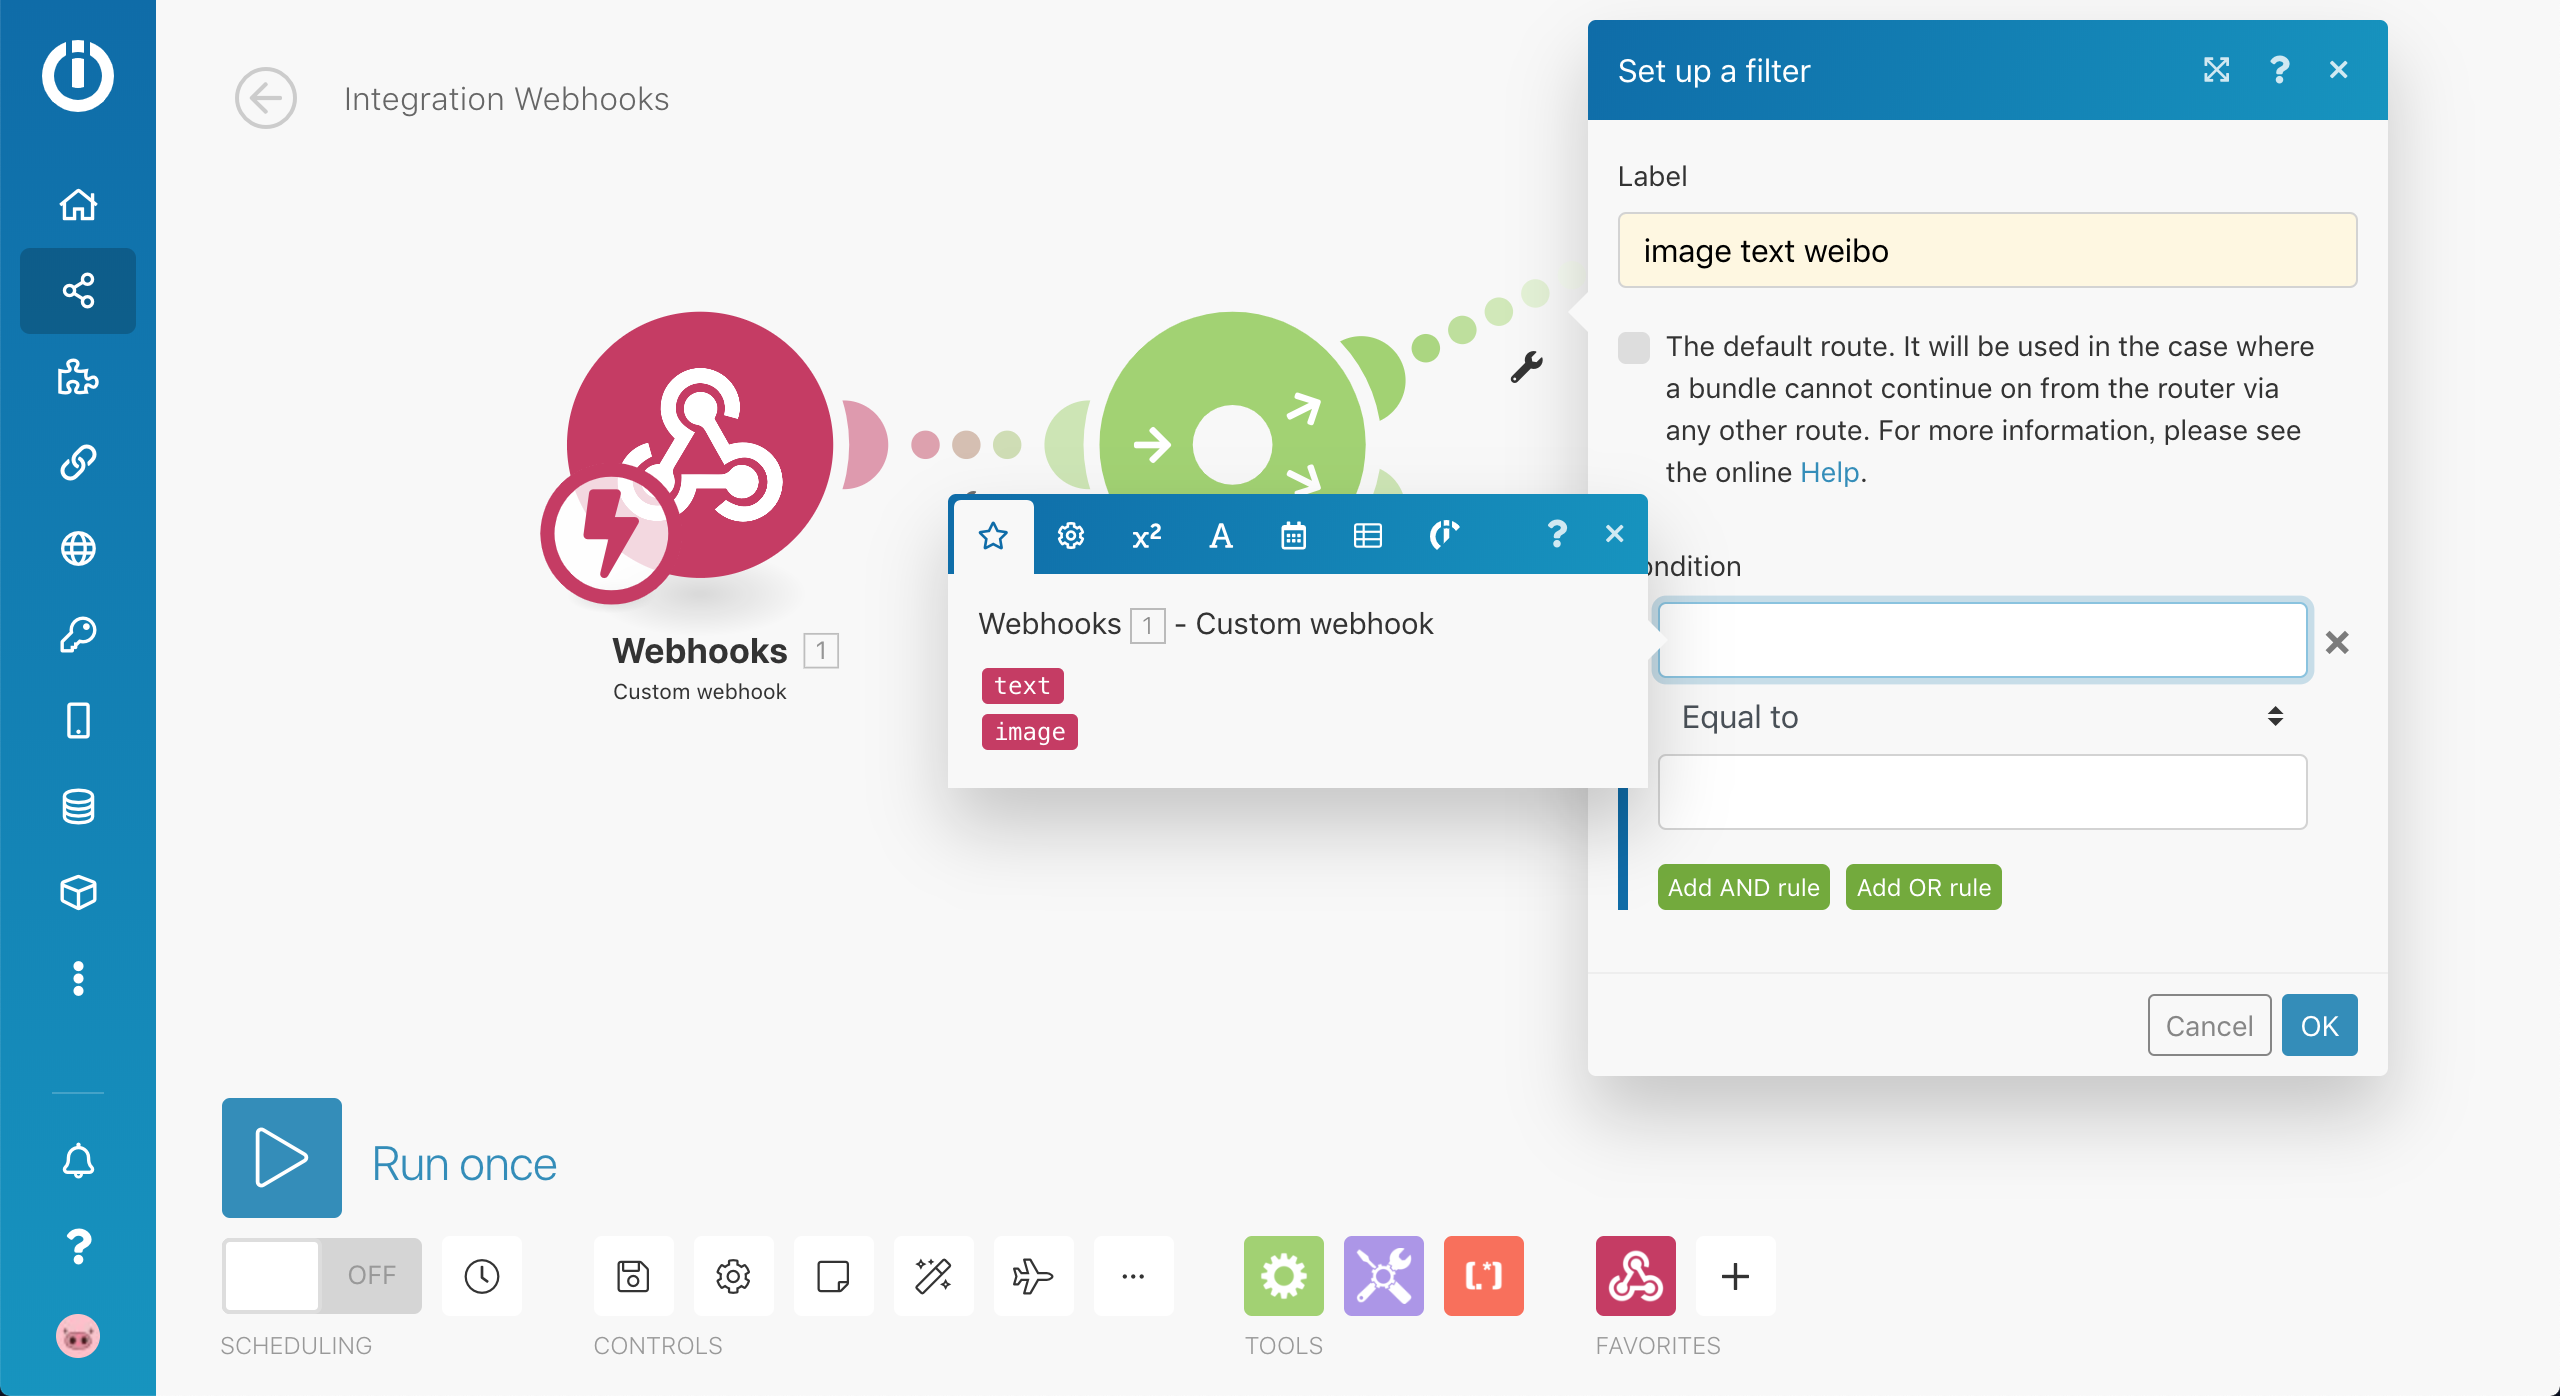 Integration Webhooks
Set up a filter
Label
image text weibo
The default route. It will be used in the case where
a bundle cannot continue on from the router via
any other route. For more information, please see
the online Help.
ondition
Equal to
Add AND rule
Add OR rule
Cancel
OK
x²
A
Webhooks 1 - Custom webhook
text
image
Webhooks 1
Custom webhook
Run once
OFF
SCHEDULING
CONTROLS
TOOLS
[.*]
FAVORITES